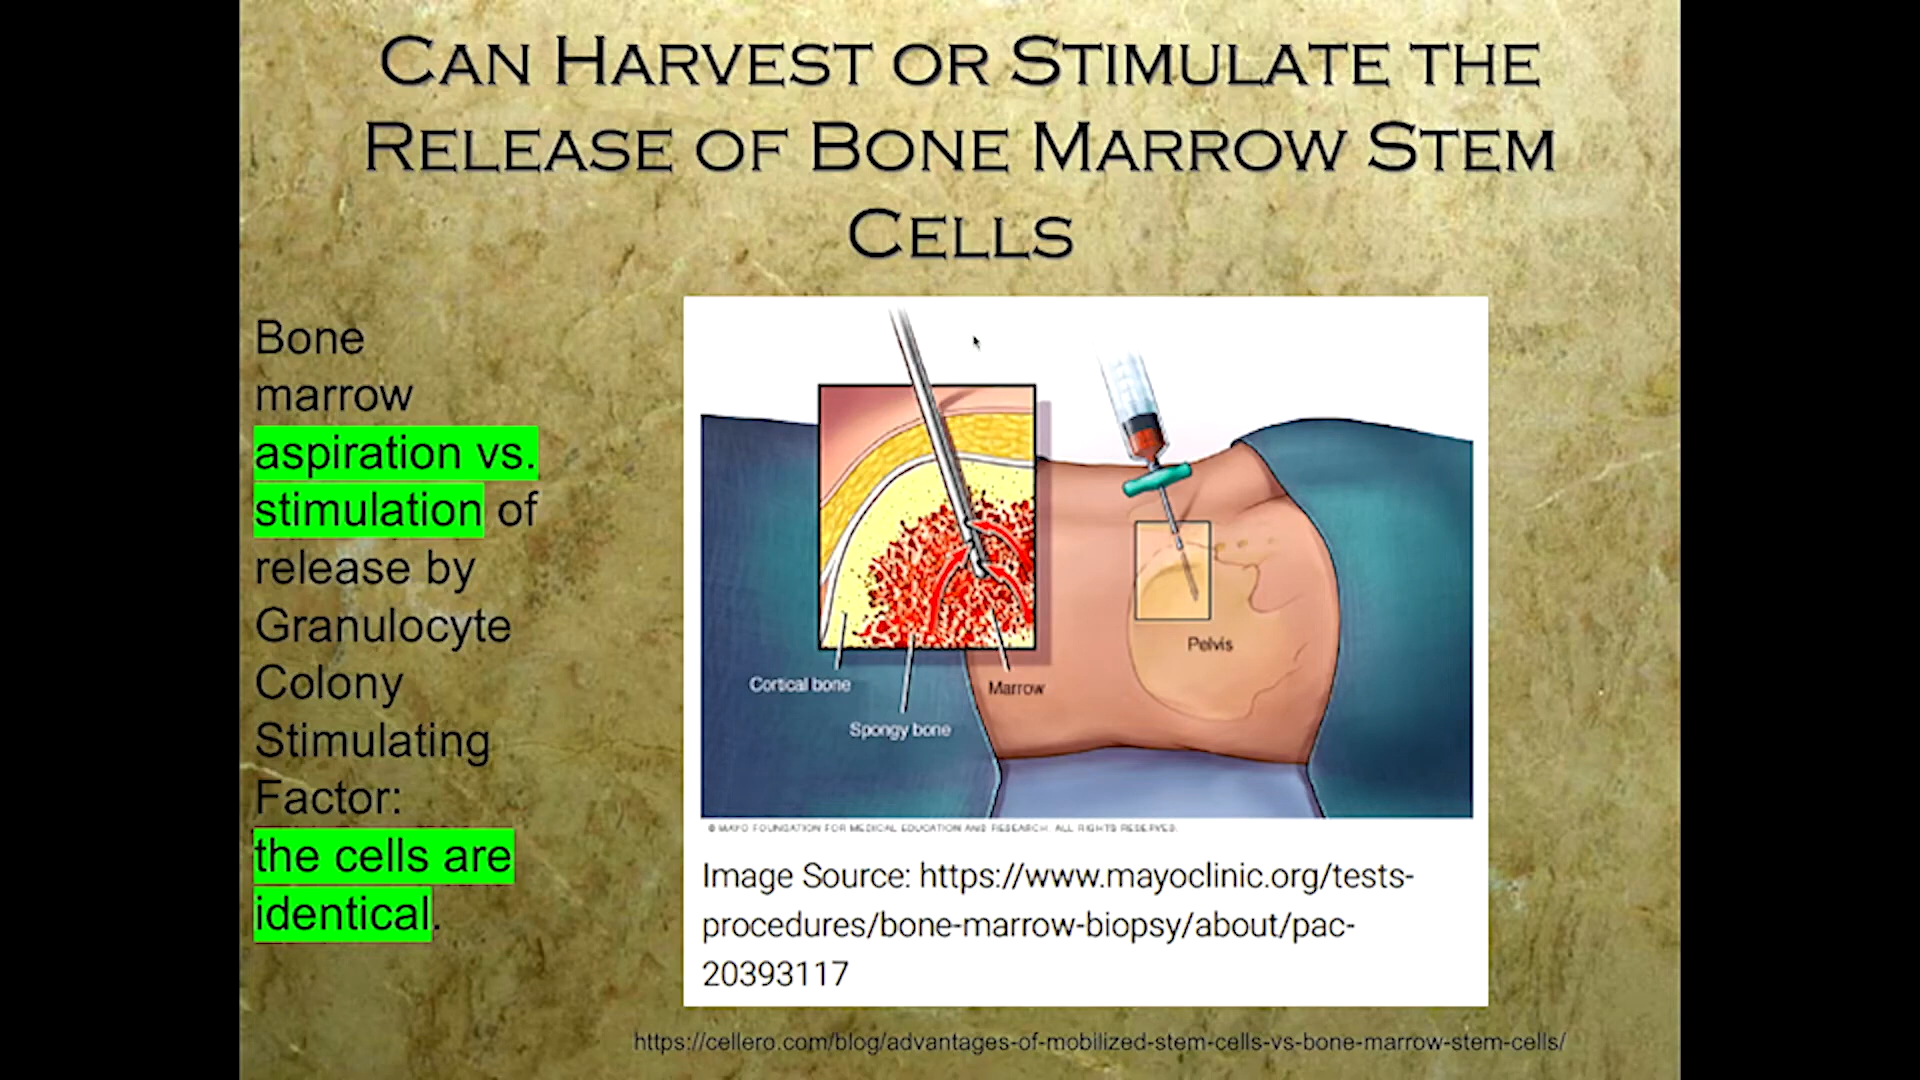 CAN HARVEST OR STIMULATE THE
RELEASE OF BONE MARROW STEM
CELLS
Bone
marrow
aspiration vs.
stimulation of
release by
Granulocyte
Colony
Stimulating
Factor:
the cells are
identical.
Pelvis
Cortical bone
Marrow
Spongy bone
© MAYO FOUNDATION FOR MEDICAL EDUCATION AND RESEARCH. ALL RIGHTS RESERVED.
Image Source: https://www.mayoclinic.org/tests-
procedures/bone-marrow-biopsy/about/pac-
20393117
https://cellero.com/blog/advantages-of-mobilized-stem-cells-vs-bone-marrow-stem-cells/